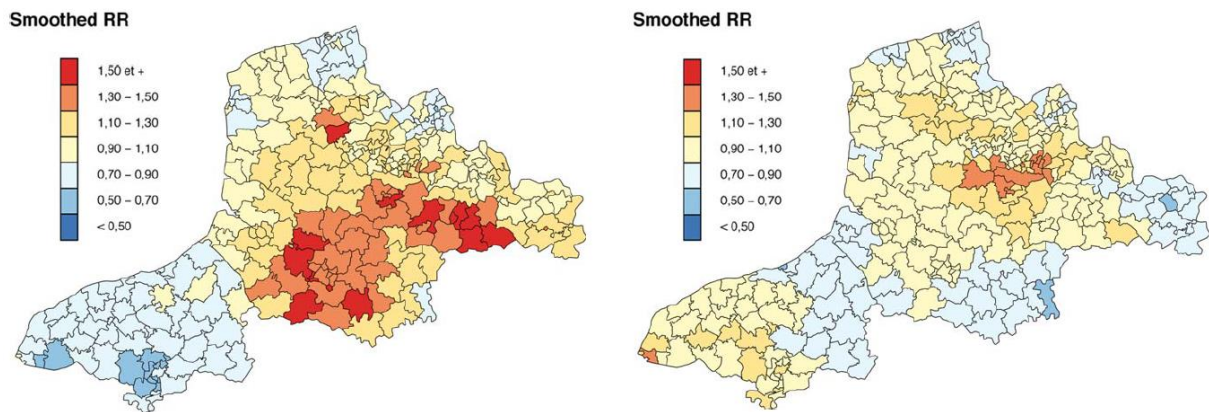 Smoothed RR
1,50 et +
1,30 – 1,50
1,10 – 1,30
0,90 – 1,10
0,70 – 0,90
0,50 – 0,70
< 0,50
Smoothed RR
1,50 et +
1,30 – 1,50
1,10 – 1,30
0,90 – 1,10
0,70 – 0,90
0,50 – 0,70
< 0,50